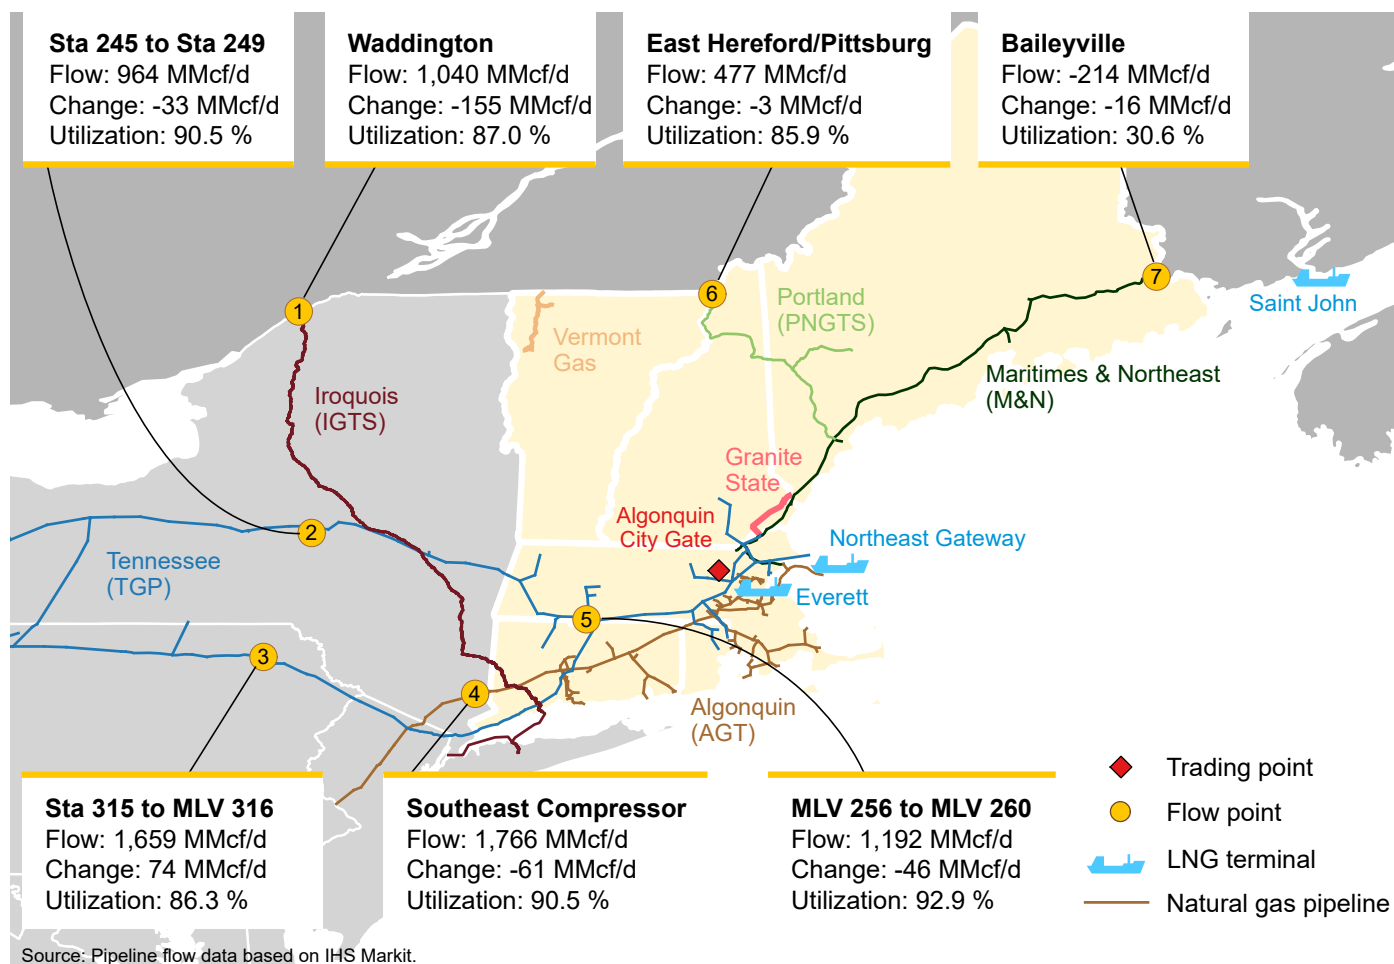 Sta 245 to Sta 249
Flow: 964 MMcf/d
Change: -33 MMcf/d
Utilization: 90.5 %
Waddington
Flow: 1,040 MMcf/d
Change: -155 MMcf/d
Utilization: 87.0 %
East Hereford/Pittsburg
Flow: 477 MMcf/d
Change: -3 MMcf/d
Utilization: 85.9 %
Baileyville
Flow: -214 MMcf/d
Change: -16 MMcf/d
Utilization: 30.6 %
1
6
7
Saint John
Portland
(PNGTS)
Vermont
Gas
Maritimes & Northeast
(M&N)
Iroquois
(IGTS)
Granite
State
Algonquin
City Gate
2
Northeast Gateway
Tennessee
(TGP)
Everett
5
3
4
Algonquin
(AGT)
Sta 315 to MLV 316
Flow: 1,659 MMcf/d
Change: 74 MMcf/d
Utilization: 86.3 %
Southeast Compressor
Flow: 1,766 MMcf/d
Change: -61 MMcf/d
Utilization: 90.5 %
MLV 256 to MLV 260
Flow: 1,192 MMcf/d
Change: -46 MMcf/d
Utilization: 92.9 %
Trading point
Flow point
LNG terminal
Natural gas pipeline
Source: Pipeline flow data based on IHS Markit.